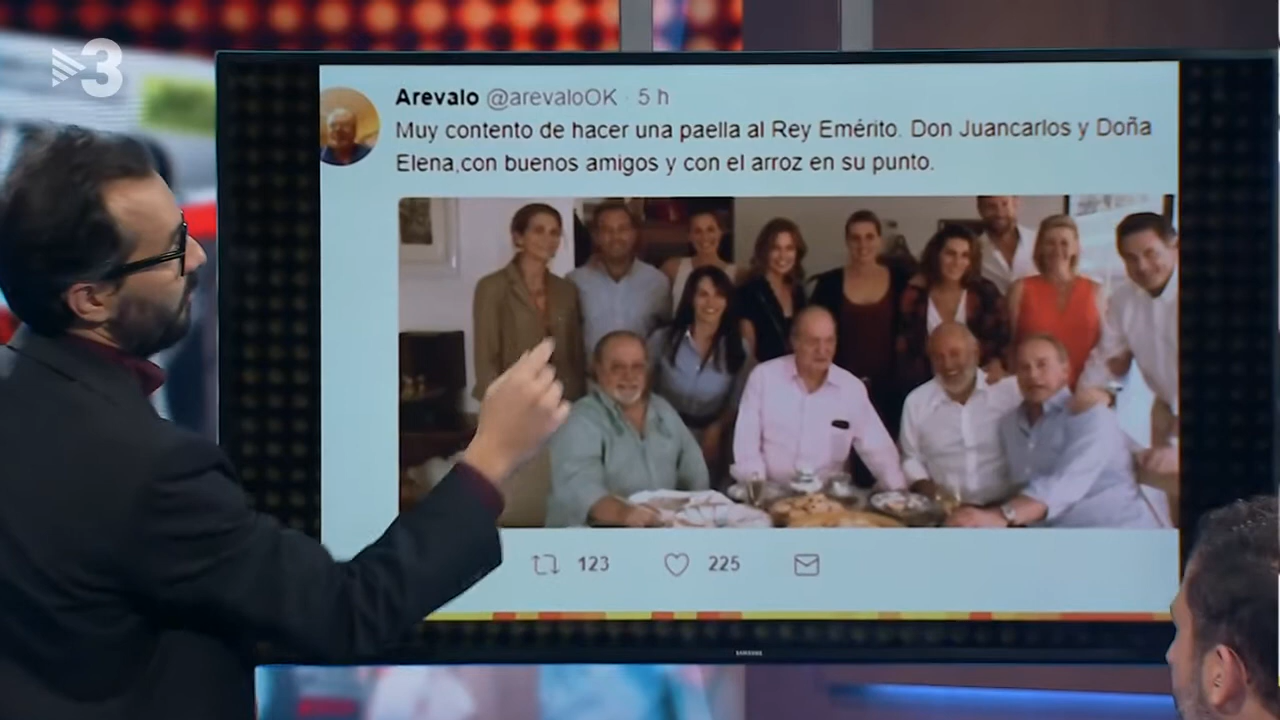 3
Arevalo @arevaloOK · 5 h
Muy contento de hacer una paella al Rey Emérito. Don Juancarlos y Doña
Elena,con buenos amigos y con el arroz en su punto.
123 225
SAMSUNG